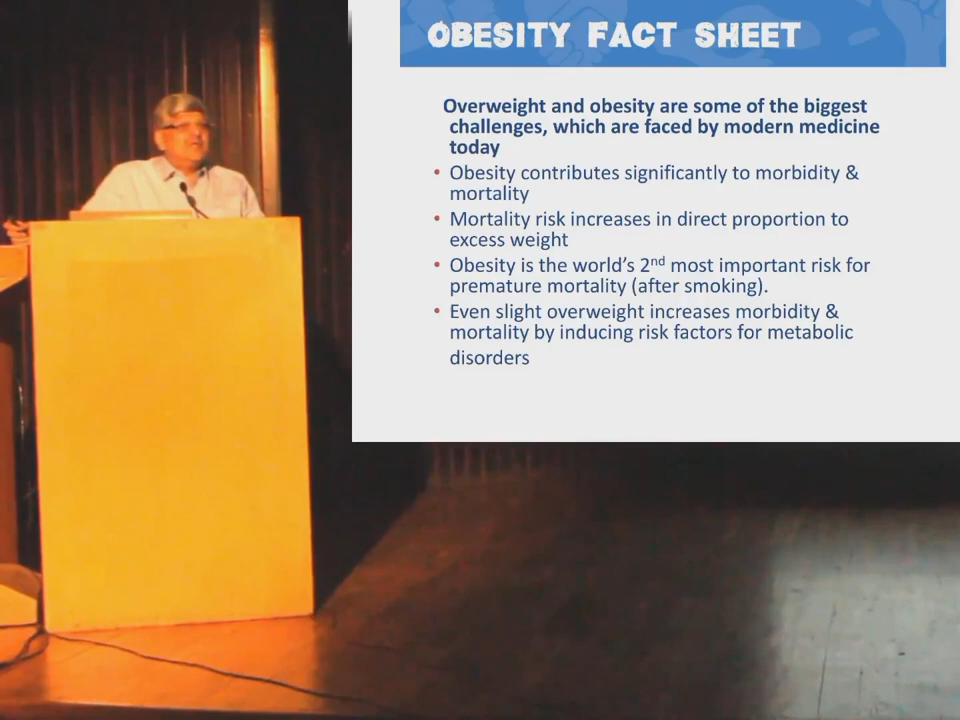 OBESITY FACT SHEET
Overweight and obesity are some of the biggest
challenges, which are faced by modern medicine
today
• Obesity contributes significantly to morbidity &
mortality
• Mortality risk increases in direct proportion to
excess weight
• Obesity is the world's 2nd most important risk for
premature mortality (after smoking).
• Even slight overweight increases morbidity &
mortality by inducing risk factors for metabolic
disorders